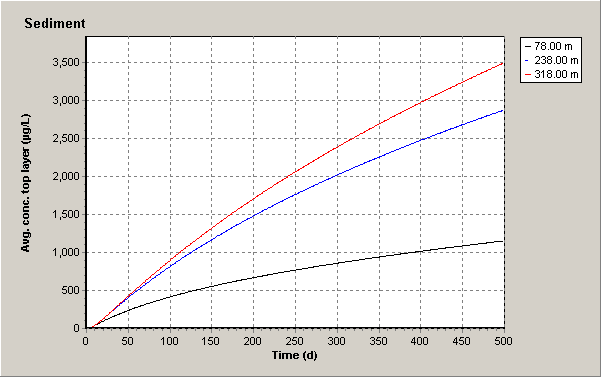 Sediment
78.00 m
238.00 m
318.00 m
Avg. conc. top layer (µg/L)
3,500
3,000
2,500
2,000
1,500
1,000
500
0
0 50 100 150 200 250 300 350 400 450 500
Time (d)